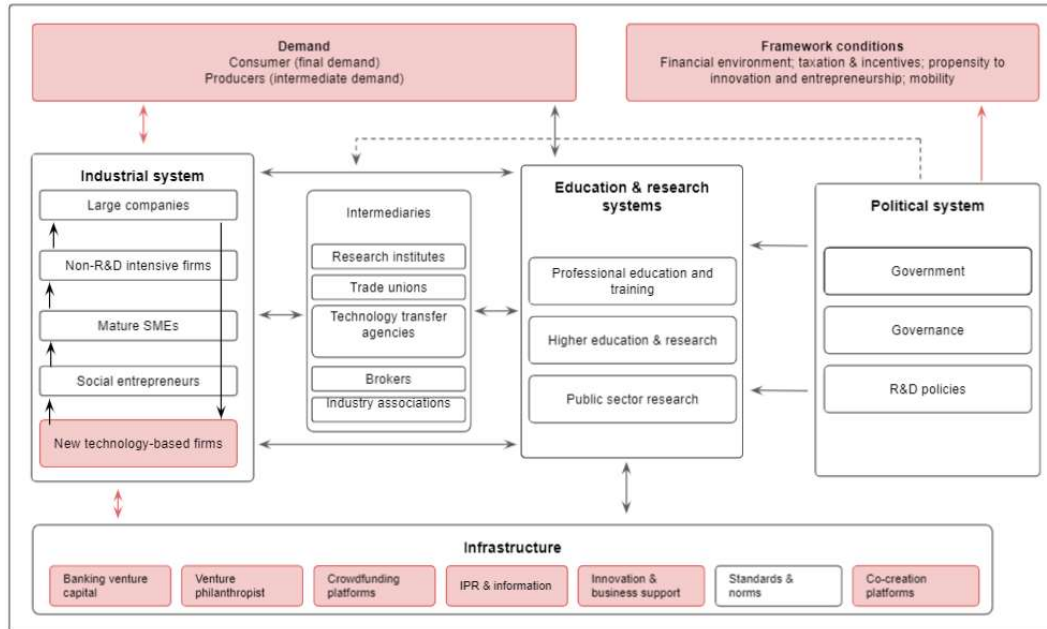 Demand
Consumer (final demand)
Producers (intermediate demand)
Framework conditions
Financial environment; taxation & incentives; propensity to
innovation and entrepreneurship; mobility
Industrial system
Large companies
Non-R&D intensive firms
Mature SMEs
Social entrepreneurs
New technology-based firms
Intermediaries
Research institutes
Trade unions
Technology transfer
agencies
Brokers
Industry associations
Education & research
systems
Professional education and
training
Higher education & research
Public sector research
Political system
Government
Governance
R&D policies
Infrastructure
Banking venture
capital
Venture
philanthropist
Crowdfunding
platforms
IPR & information
Innovation &
business support
Standards &
norms
Co-creation
platforms